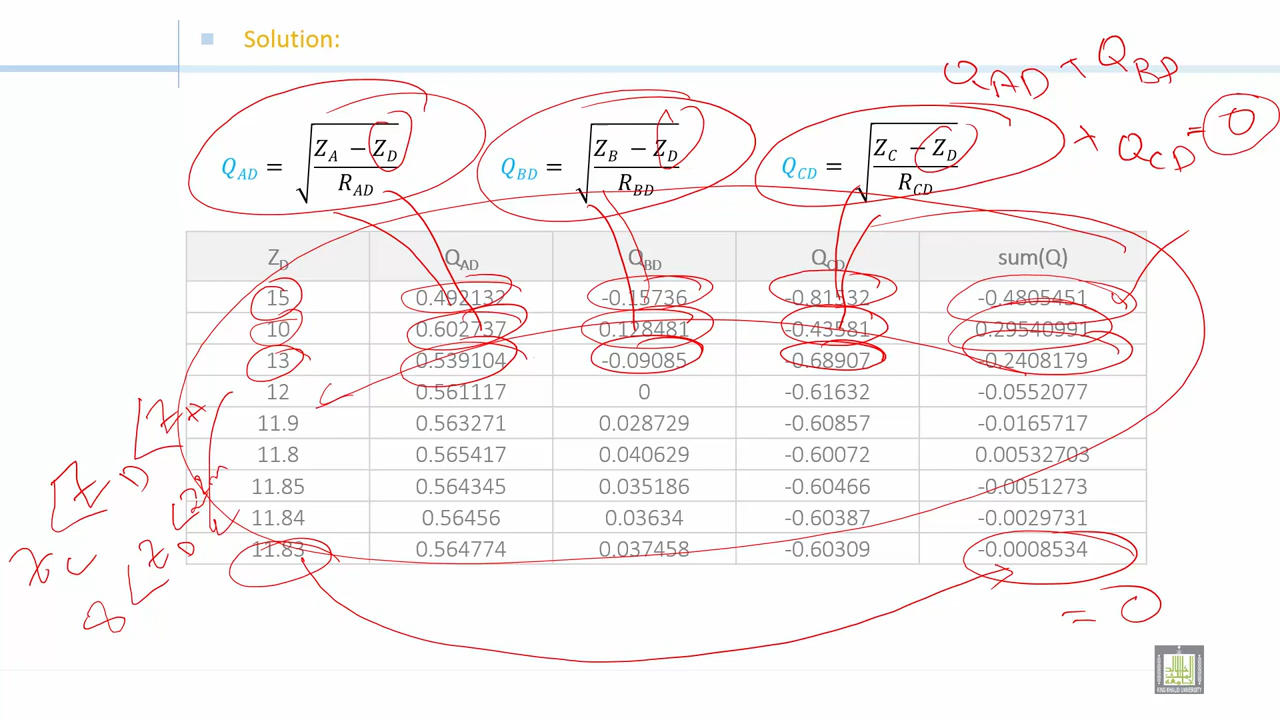 Solution:
Q_AD + Q_BD
+ Q_CD = 0
Q_AD = √((Z_A − Z_D)/R_AD) Q_BD = √((Z_B − Z_D)/R_BD) Q_CD = √((Z_C − Z_D)/R_CD)
Z_D Q_AD Q_BD Q_CD sum(Q)
15 0.492132 -0.15736 -0.81532 -0.4805451
10 0.602737 0.128481 -0.43581 0.29540991
13 0.539104 -0.09085 -0.68907 -0.2408179
12 0.561117 0 -0.61632 -0.0552077
11.9 0.563271 0.028729 -0.60857 -0.0165717
11.8 0.565417 0.040629 -0.60072 0.00532703
11.85 0.564345 0.035186 -0.60466 -0.0051273
11.84 0.56456 0.03634 -0.60387 -0.0029731
11.83 0.564774 0.037458 -0.60309 -0.0008534
= 0
KING KHALID UNIVERSITY